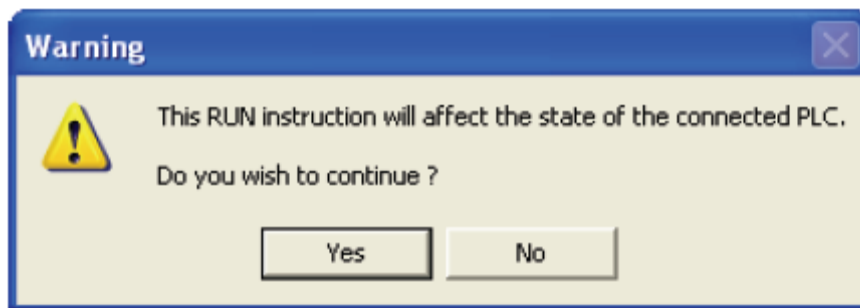 Warning
This RUN instruction will affect the state of the connected PLC.
Do you wish to continue ?
Yes No